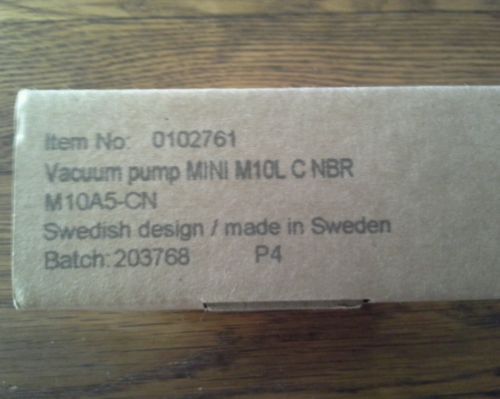 Item No: 0102761
Vacuum pump MINI M10L C NBR
M10A5-CN
Swedish design / made in Sweden
Batch: 203768 P4